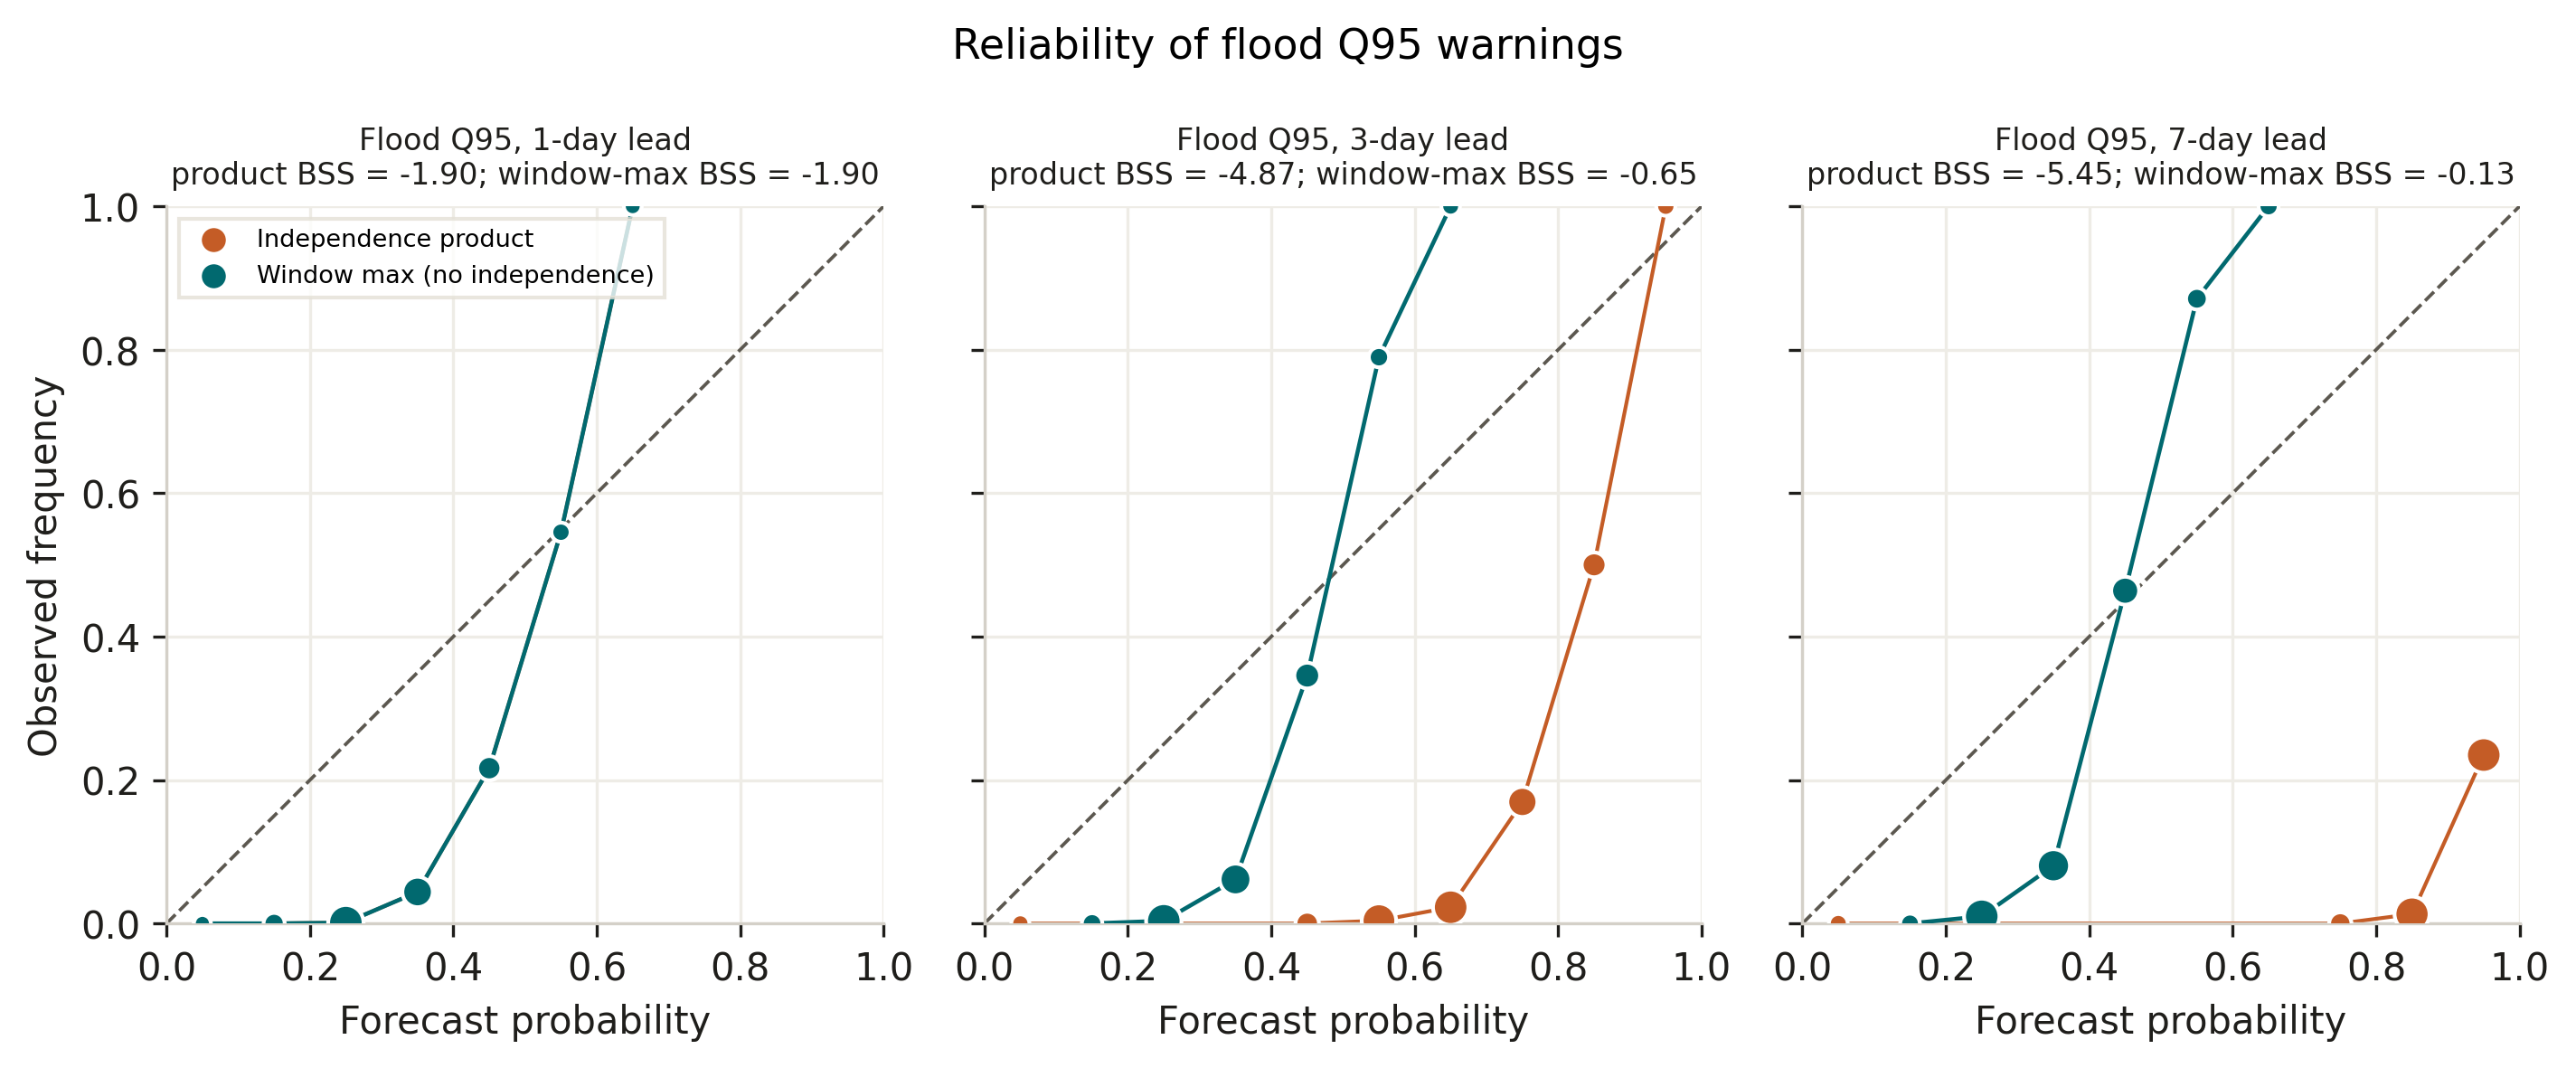 Reliability of flood Q95 warnings
Flood Q95, 1-day lead
product BSS = -1.90; window-max BSS = -1.90
Flood Q95, 3-day lead
product BSS = -4.87; window-max BSS = -0.65
Flood Q95, 7-day lead
product BSS = -5.45; window-max BSS = -0.13
Independence product
Window max (no independence)
Observed frequency
1.0
0.8
0.6
0.4
0.2
0.0
0.0 0.2 0.4 0.6 0.8 1.0
0.0 0.2 0.4 0.6 0.8 1.0
0.0 0.2 0.4 0.6 0.8 1.0
Forecast probability
Forecast probability
Forecast probability